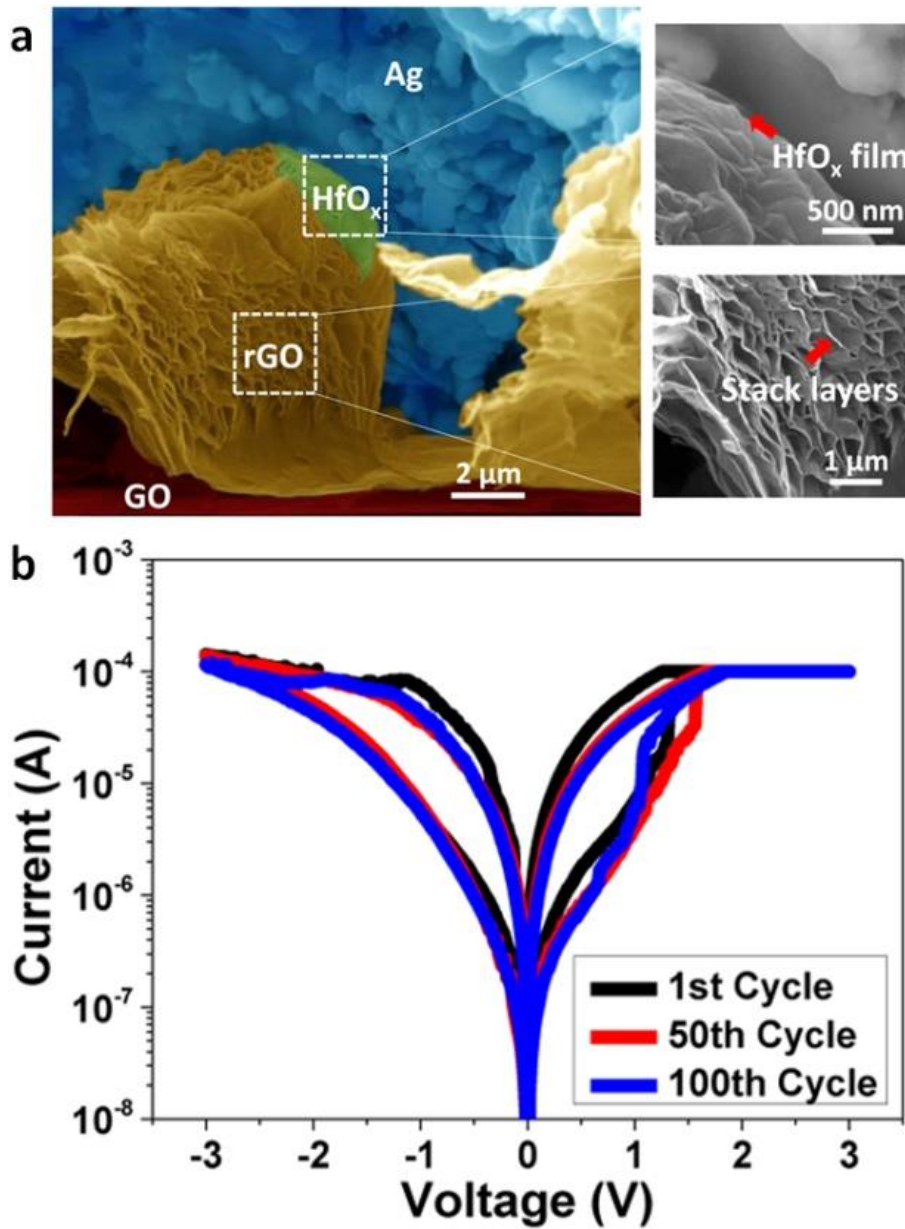 a
Ag
HfOₓ
rGO
GO
2 μm
HfOₓ film
500 nm
Stack layers
1 μm
b
Current (A)
10⁻³
10⁻⁴
10⁻⁵
10⁻⁶
10⁻⁷
10⁻⁸
1st Cycle
50th Cycle
100th Cycle
-3 -2 -1 0 1 2 3
Voltage (V)